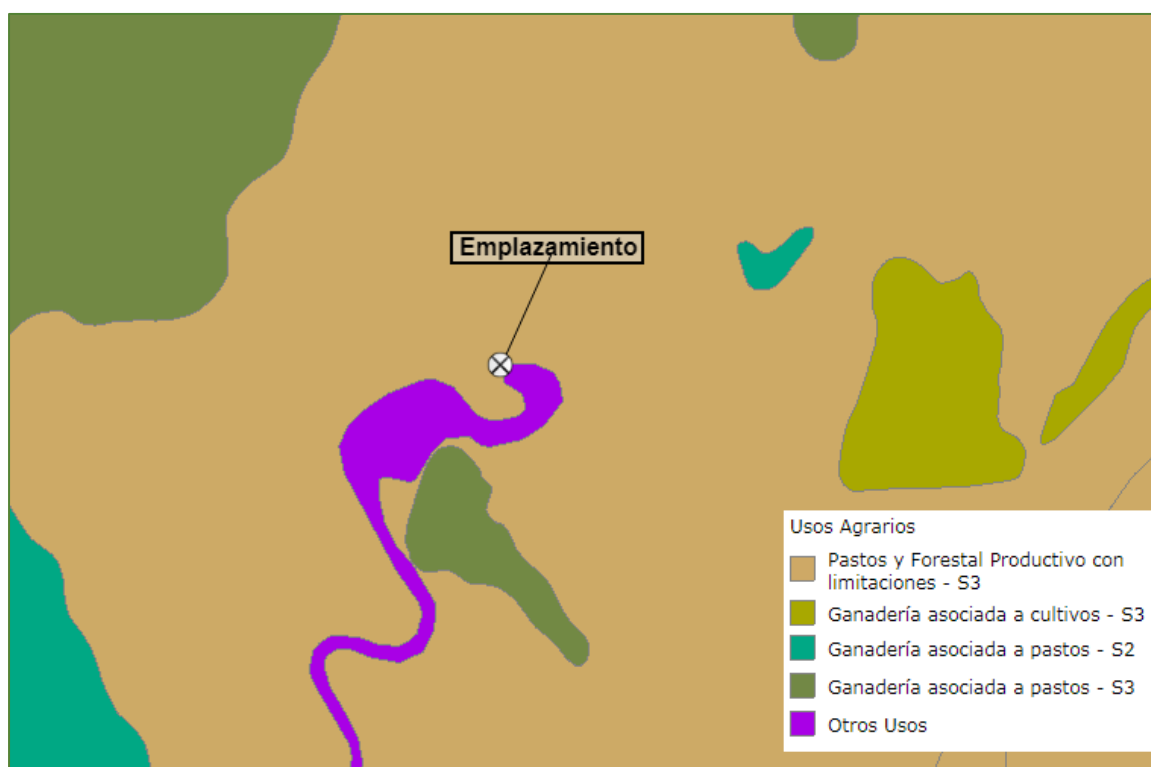 Emplazamiento
Usos Agrarios
Pastos y Forestal Productivo con
limitaciones - S3
Ganadería asociada a cultivos - S3
Ganadería asociada a pastos - S2
Ganadería asociada a pastos - S3
Otros Usos